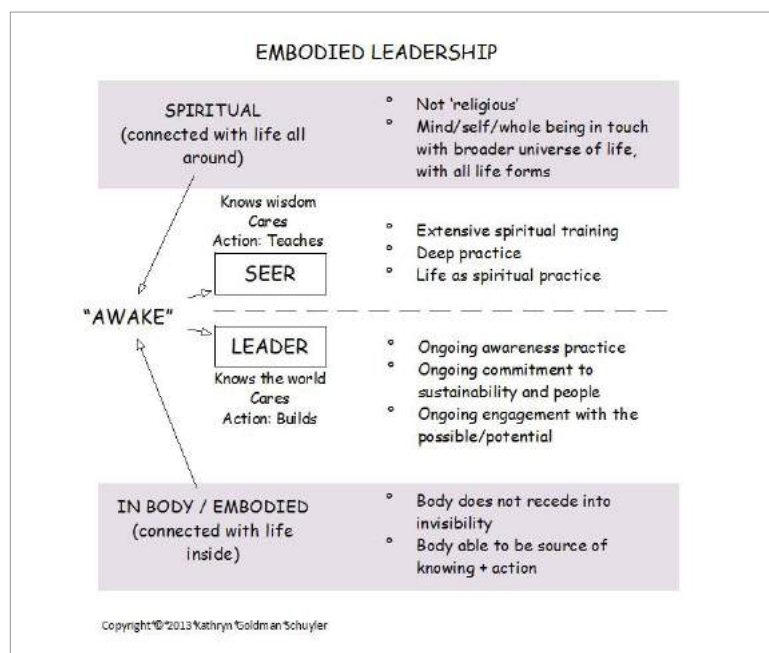 EMBODIED LEADERSHIP
SPIRITUAL
(connected with life all
around)
° Not 'religious'
° Mind/self/whole being in touch
with broader universe of life,
with all life forms
Knows wisdom
Cares
Action: Teaches
SEER
° Extensive spiritual training
° Deep practice
° Life as spiritual practice
"AWAKE"
LEADER
Knows the world
Cares
Action: Builds
° Ongoing awareness practice
° Ongoing commitment to
sustainability and people
° Ongoing engagement with the
possible/potential
IN BODY / EMBODIED
(connected with life
inside)
° Body does not recede into
invisibility
° Body able to be source of
knowing + action
Copyright © 2013 Kathryn Goldman Schuyler